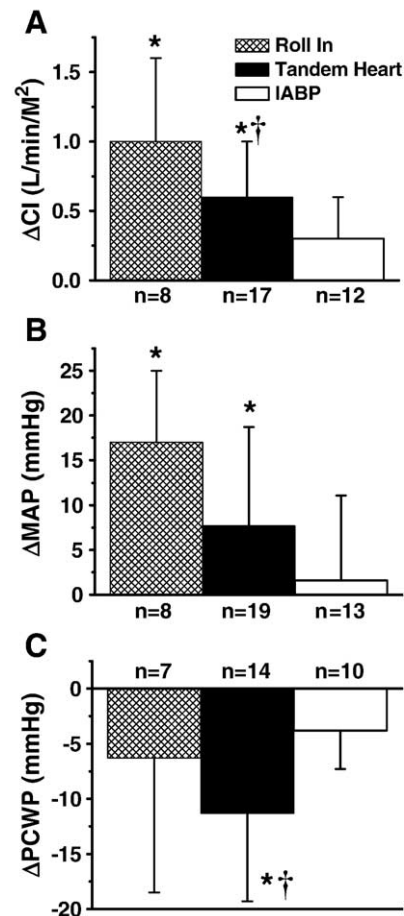 A
*
Roll In
Tandem Heart
IABP
*†
ΔCI (L/min/M²)
1.5
1.0
0.5
0.0
n=8 n=17 n=12
B
*
*
ΔMAP (mmHg)
25
20
15
10
5
0
n=8 n=19 n=13
C
n=7 n=14 n=10
ΔPCWP (mmHg)
0
-5
-10
-15
-20
*†